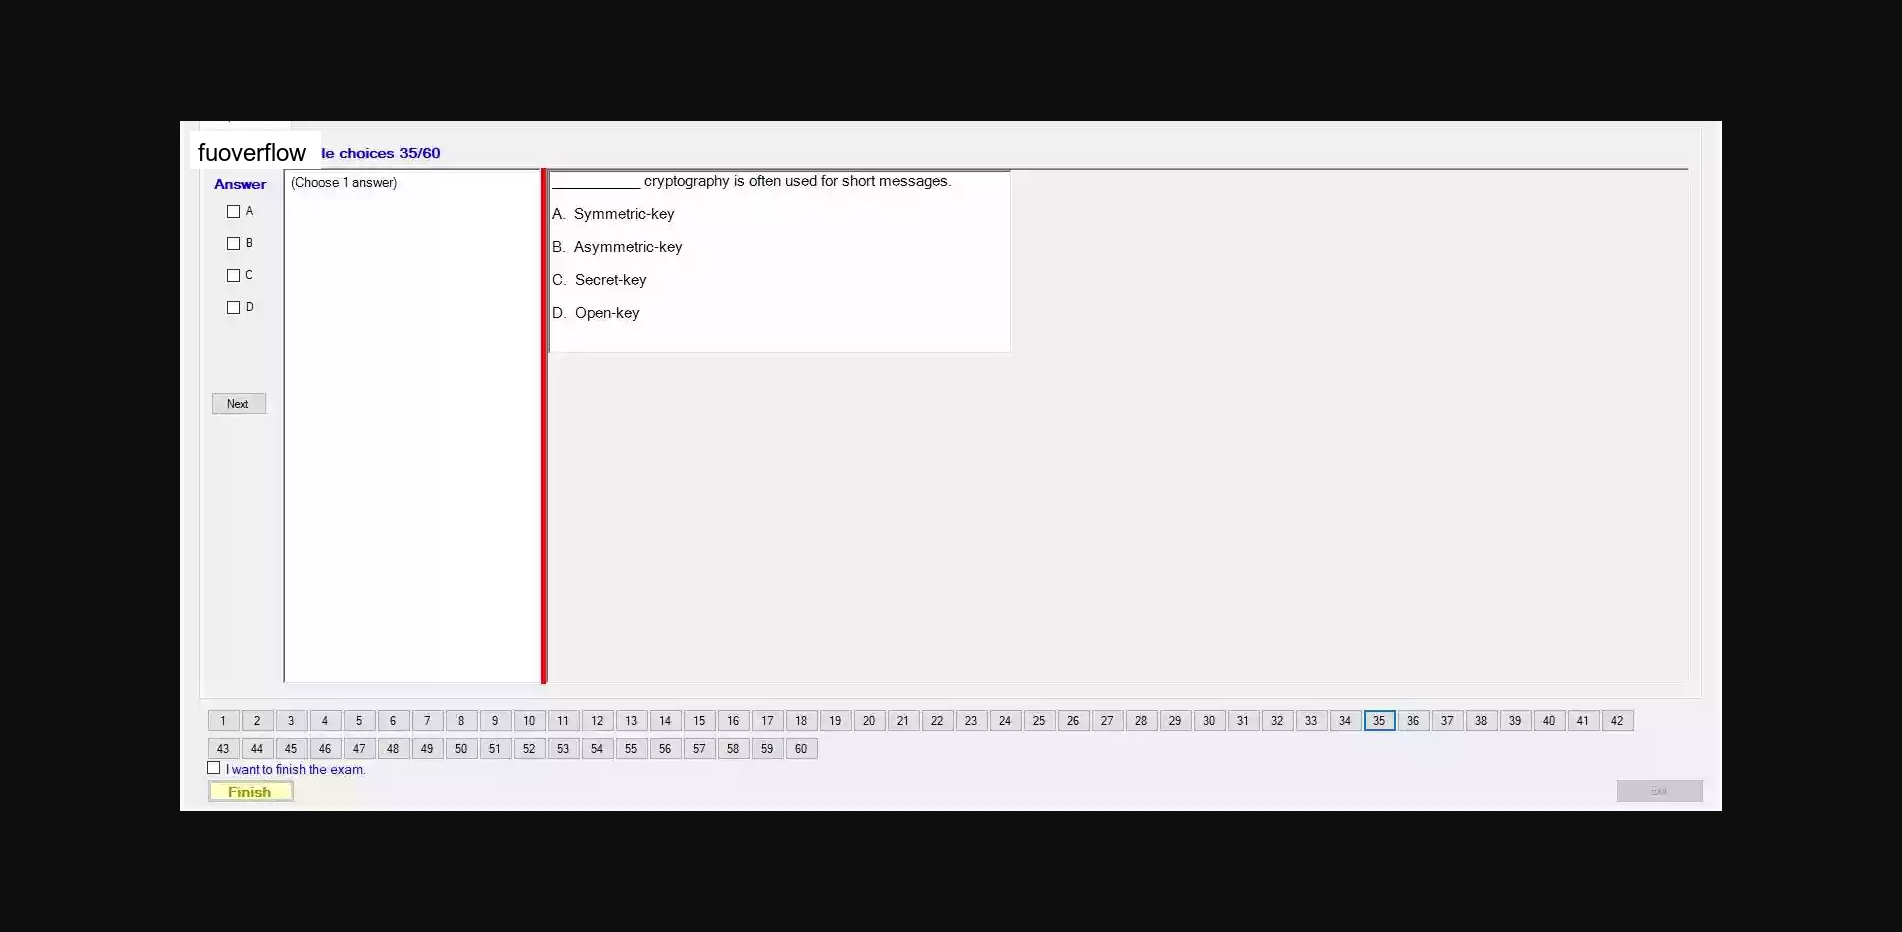 fuoverflow
le choices 35/60
Answer
(Choose 1 answer)
A
B
C
D
Next
___________ cryptography is often used for short messages.
A. Symmetric-key
B. Asymmetric-key
C. Secret-key
D. Open-key
1 2 3 4 5 6 7 8 9 10 11 12 13 14 15 16 17 18 19 20 21 22 23 24 25 26 27 28 29 30 31 32 33 34 35 36 37 38 39 40 41 42
43 44 45 46 47 48 49 50 51 52 53 54 55 56 57 58 59 60
I want to finish the exam.
Finish
Exit